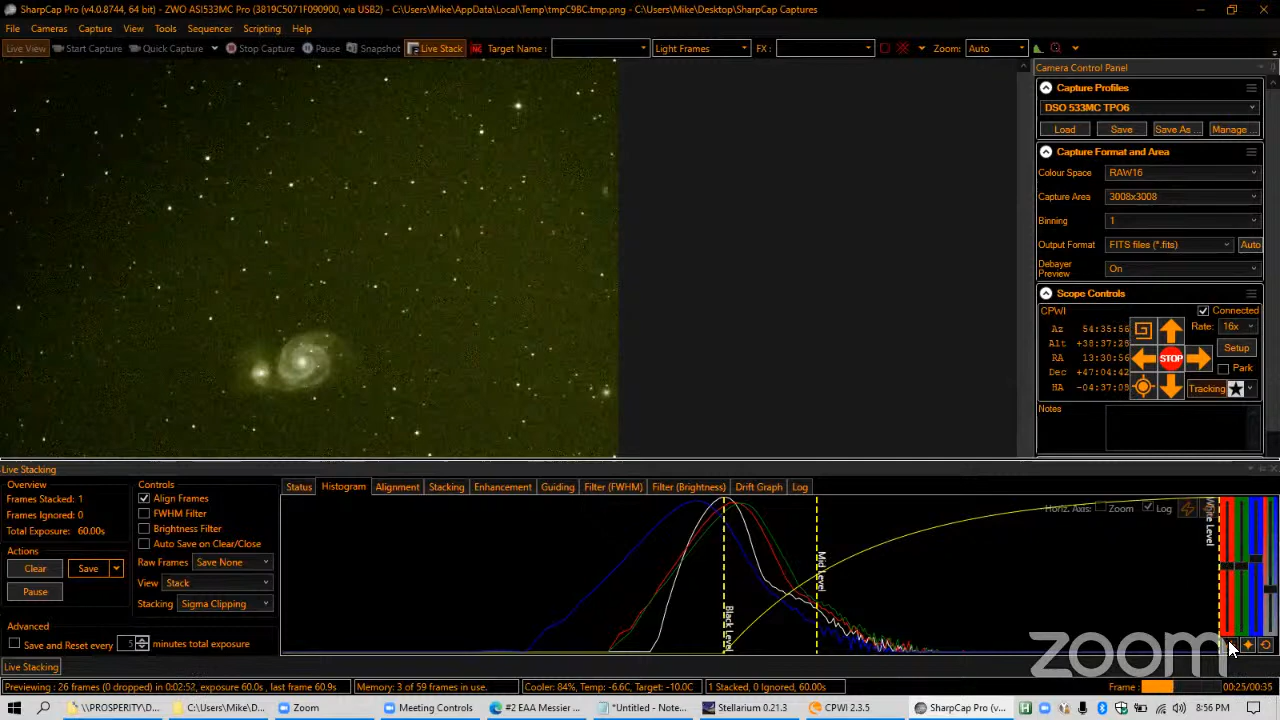 SharpCap Pro (v4.0.8744, 64 bit) - ZWO ASI533MC Pro (3819C5071F090900, via USB2) - C:\Users\Mike\AppData\Local\Temp\tmpC9BC.tmp.png - C:\Users\Mike\Desktop\SharpCap Captures
File Cameras Capture View Tools Sequencer Scripting Help
Live View Start Capture Quick Capture Stop Capture Pause Snapshot Live Stack Target Name : Light Frames FX : Zoom: Auto
Camera Control Panel
Capture Profiles
DSO 533MC TPO6
Load Save Save As ... Manage ...
Capture Format and Area
Colour Space RAW16
Capture Area 3008x3008
Binning 1
Output Format FITS files (*.fits) Auto
Debayer Preview On
Scope Controls
CPWI Connected
Az 54:35:56 Rate: 16x
Alt +38:37:28
RA 13:30:56 STOP Setup
Dec +47:04:42 Park
HA -04:37:09 Tracking
Notes
Live Stacking
Overview
Frames Stacked: 1
Frames Ignored: 0
Total Exposure: 60.00s
Actions
Clear Save
Pause
Advanced
Save and Reset every 5 minutes total exposure
Controls
Align Frames
FWHM Filter
Brightness Filter
Auto Save on Clear/Close
Raw Frames Save None
View Stack
Stacking Sigma Clipping
Status Histogram Alignment Stacking Enhancement Guiding Filter (FWHM) Filter (Brightness) Drift Graph Log
Horiz. Axis: Zoom Log
Black Level
Mid Level
White Level
zoom
Live Stacking
Previewing : 26 frames (0 dropped) in 0:02:52, exposure 60.0s , last frame 60.9s Memory: 3 of 59 frames in use. Cooler: 84%, Temp: -6.6C, Target: -10.0C 1 Stacked, 0 Ignored, 60.00s Frame : 00:25/00:35
\\PROSPERITY\D... C:\Users\Mike\D... Zoom Meeting Controls #2 EAA Messier ... *Untitled - Note... Stellarium 0.21.3 CPWI 2.3.5 SharpCap Pro (v... 8:56 PM